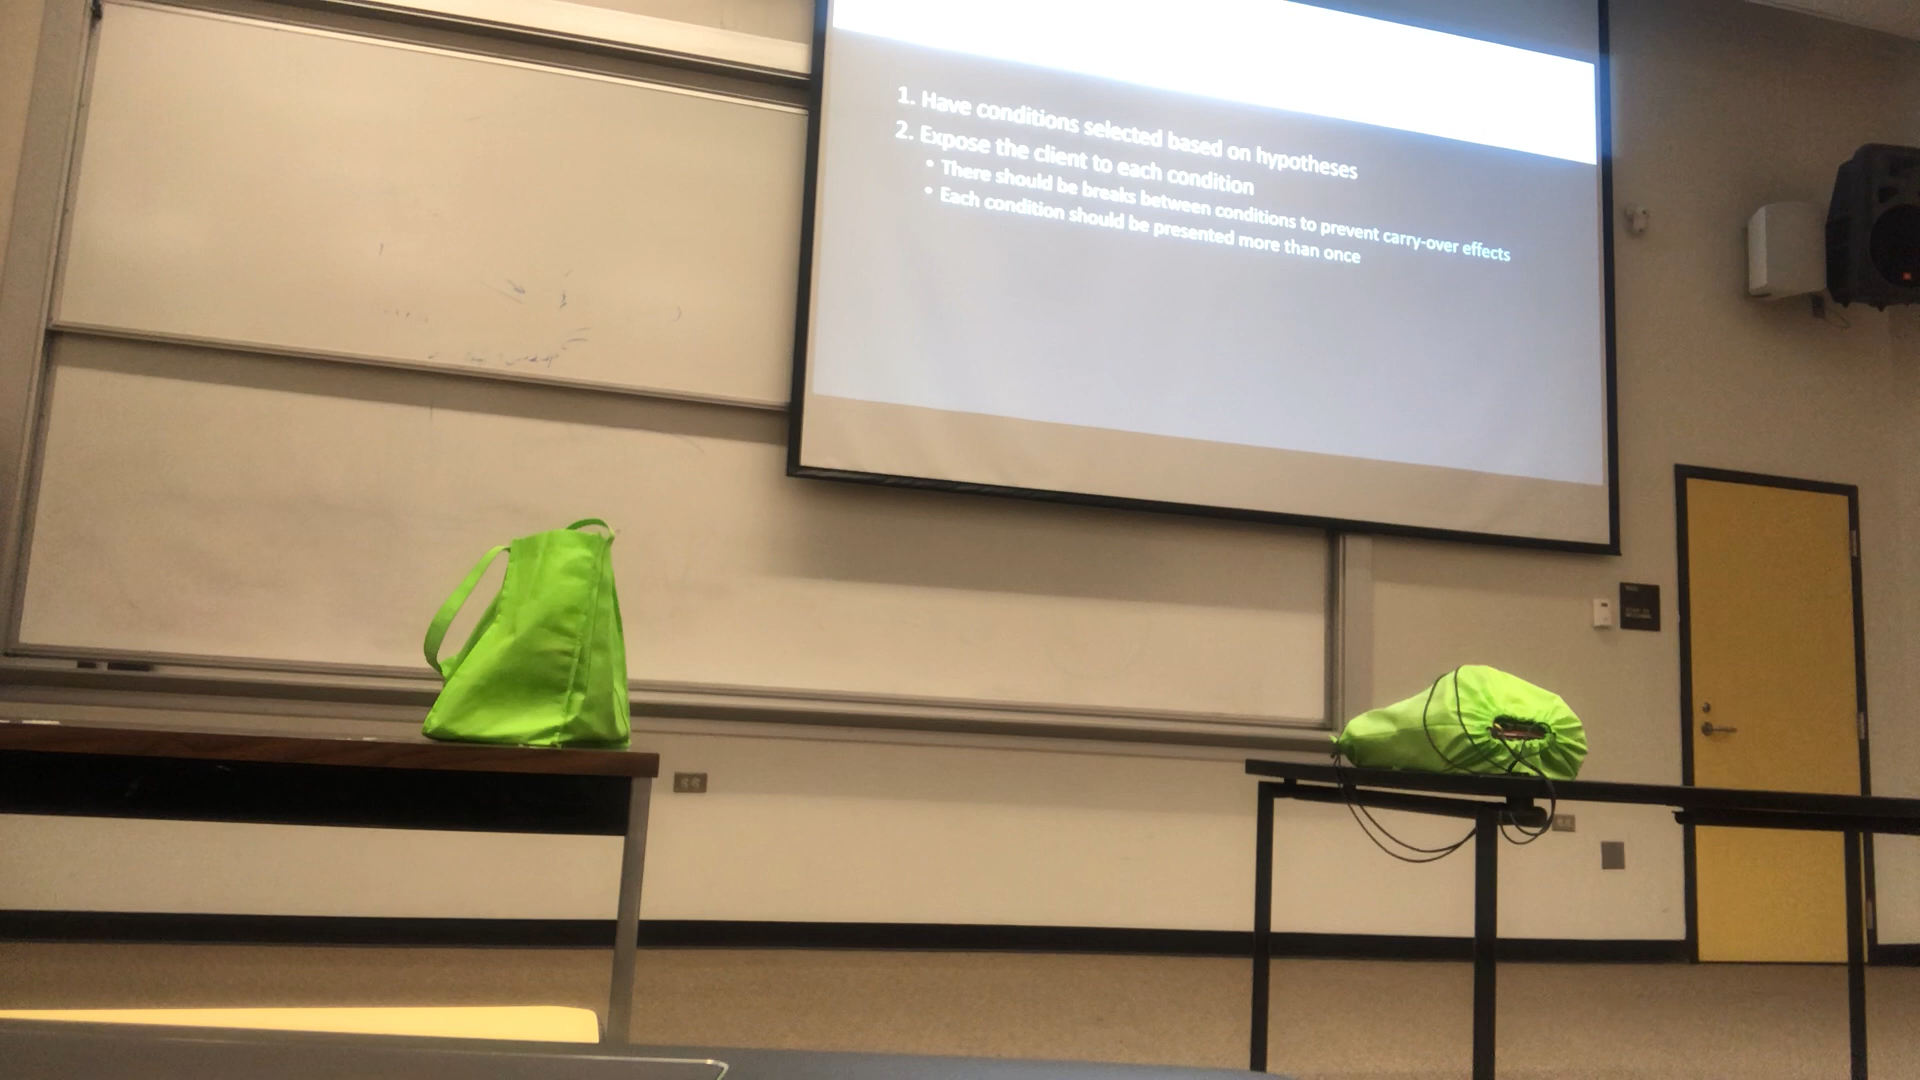 1. Have conditions selected based on hypotheses
2. Expose the client to each condition
• There should be breaks between conditions to prevent carry-over effects
• Each condition should be presented more than once